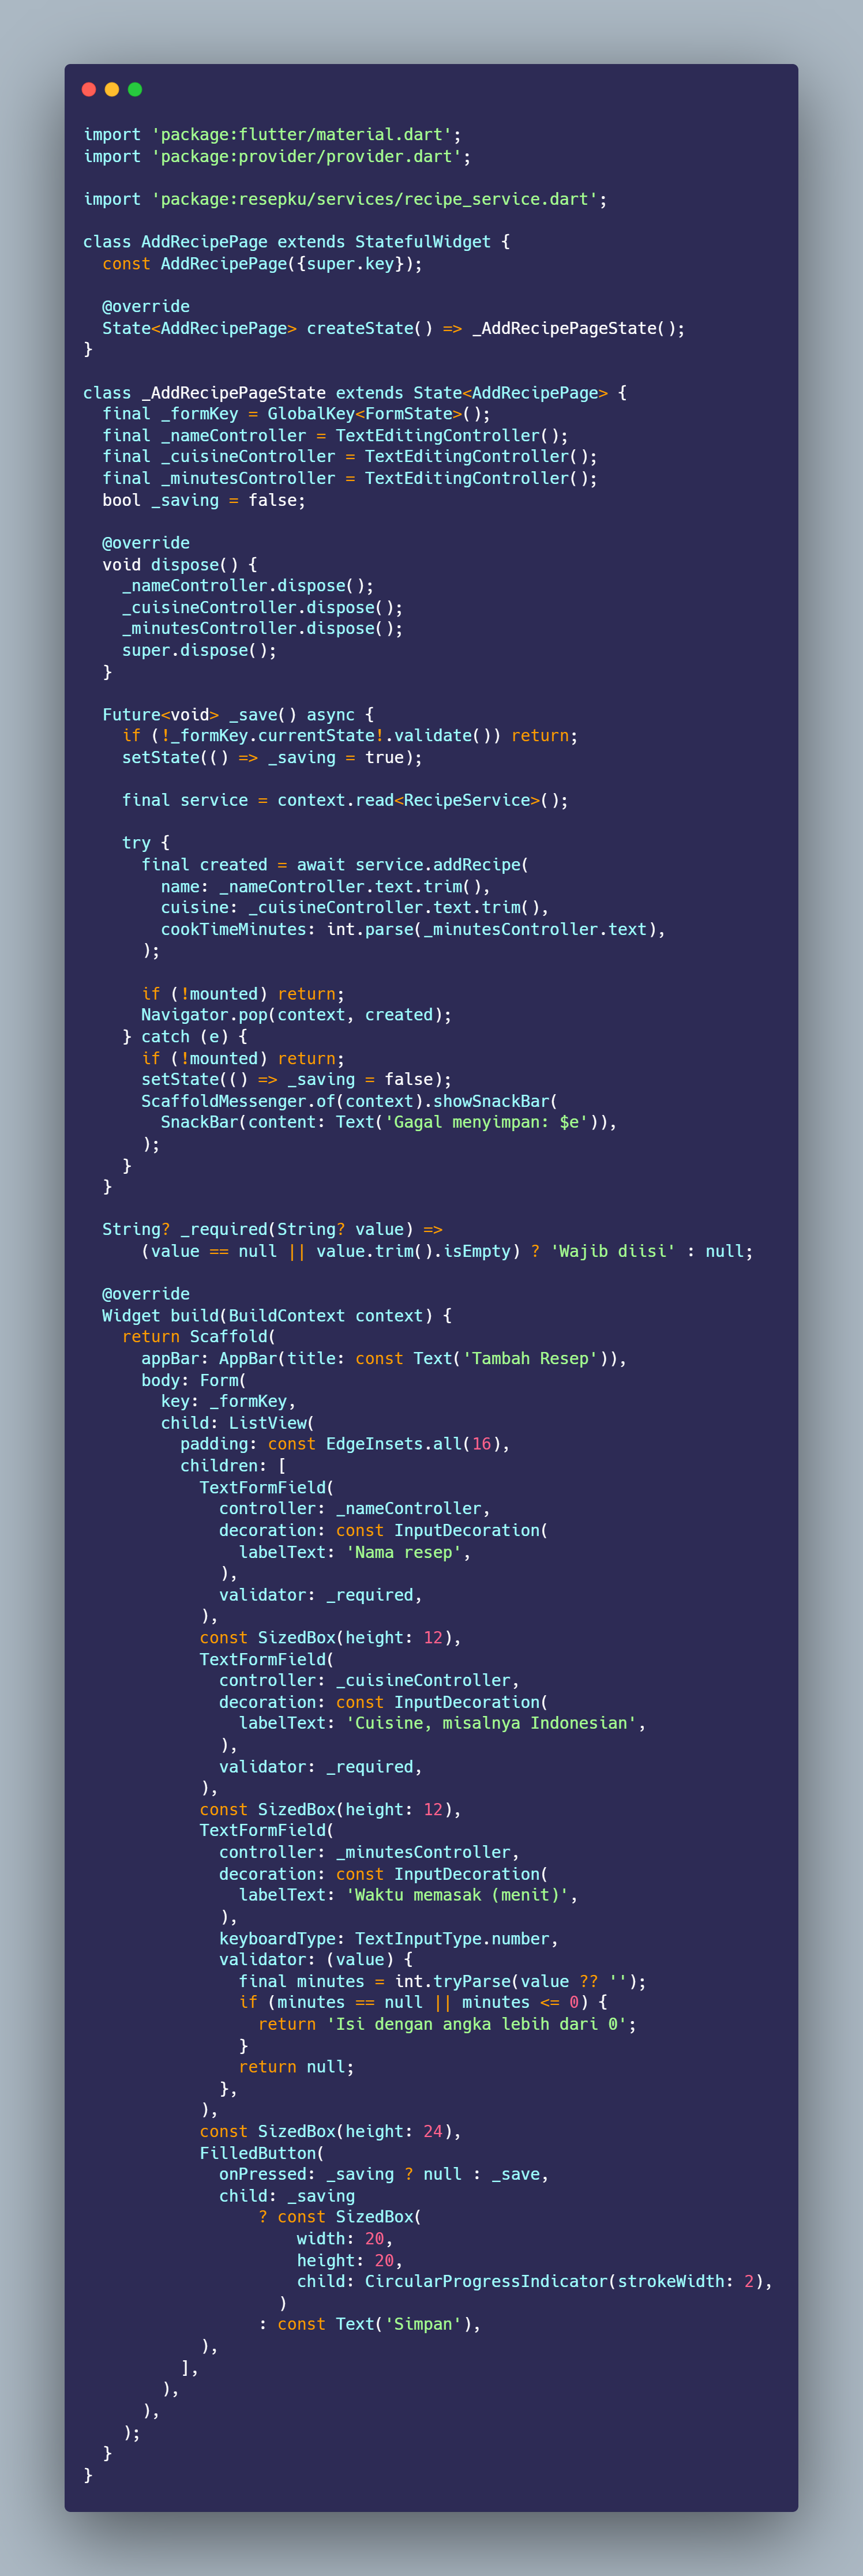 import 'package:flutter/material.dart';
import 'package:provider/provider.dart';

import 'package:resepku/services/recipe_service.dart';

class AddRecipePage extends StatefulWidget {
  const AddRecipePage({super.key});

  @override
  State<AddRecipePage> createState() => _AddRecipePageState();
}

class _AddRecipePageState extends State<AddRecipePage> {
  final _formKey = GlobalKey<FormState>();
  final _nameController = TextEditingController();
  final _cuisineController = TextEditingController();
  final _minutesController = TextEditingController();
  bool _saving = false;

  @override
  void dispose() {
    _nameController.dispose();
    _cuisineController.dispose();
    _minutesController.dispose();
    super.dispose();
  }

  Future<void> _save() async {
    if (!_formKey.currentState!.validate()) return;
    setState(() => _saving = true);

    final service = context.read<RecipeService>();

    try {
      final created = await service.addRecipe(
        name: _nameController.text.trim(),
        cuisine: _cuisineController.text.trim(),
        cookTimeMinutes: int.parse(_minutesController.text),
      );

      if (!mounted) return;
      Navigator.pop(context, created);
    } catch (e) {
      if (!mounted) return;
      setState(() => _saving = false);
      ScaffoldMessenger.of(context).showSnackBar(
        SnackBar(content: Text('Gagal menyimpan: $e')),
      );
    }
  }

  String? _required(String? value) =>
      (value == null || value.trim().isEmpty) ? 'Wajib diisi' : null;

  @override
  Widget build(BuildContext context) {
    return Scaffold(
      appBar: AppBar(title: const Text('Tambah Resep')),
      body: Form(
        key: _formKey,
        child: ListView(
          padding: const EdgeInsets.all(16),
          children: [
            TextFormField(
              controller: _nameController,
              decoration: const InputDecoration(
                labelText: 'Nama resep',
              ),
              validator: _required,
            ),
            const SizedBox(height: 12),
            TextFormField(
              controller: _cuisineController,
              decoration: const InputDecoration(
                labelText: 'Cuisine, misalnya Indonesian',
              ),
              validator: _required,
            ),
            const SizedBox(height: 12),
            TextFormField(
              controller: _minutesController,
              decoration: const InputDecoration(
                labelText: 'Waktu memasak (menit)',
              ),
              keyboardType: TextInputType.number,
              validator: (value) {
                final minutes = int.tryParse(value ?? '');
                if (minutes == null || minutes <= 0) {
                  return 'Isi dengan angka lebih dari 0';
                }
                return null;
              },
            ),
            const SizedBox(height: 24),
            FilledButton(
              onPressed: _saving ? null : _save,
              child: _saving
                  ? const SizedBox(
                      width: 20,
                      height: 20,
                      child: CircularProgressIndicator(strokeWidth: 2),
                    )
                  : const Text('Simpan'),
            ),
          ],
        ),
      ),
    );
  }
}